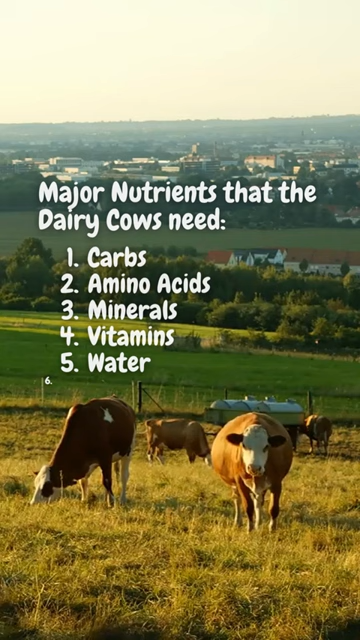 Major Nutrients that the
Dairy Cows need:
1. Carbs
2. Amino Acids
3. Minerals
4. Vitamins
5. Water
6.